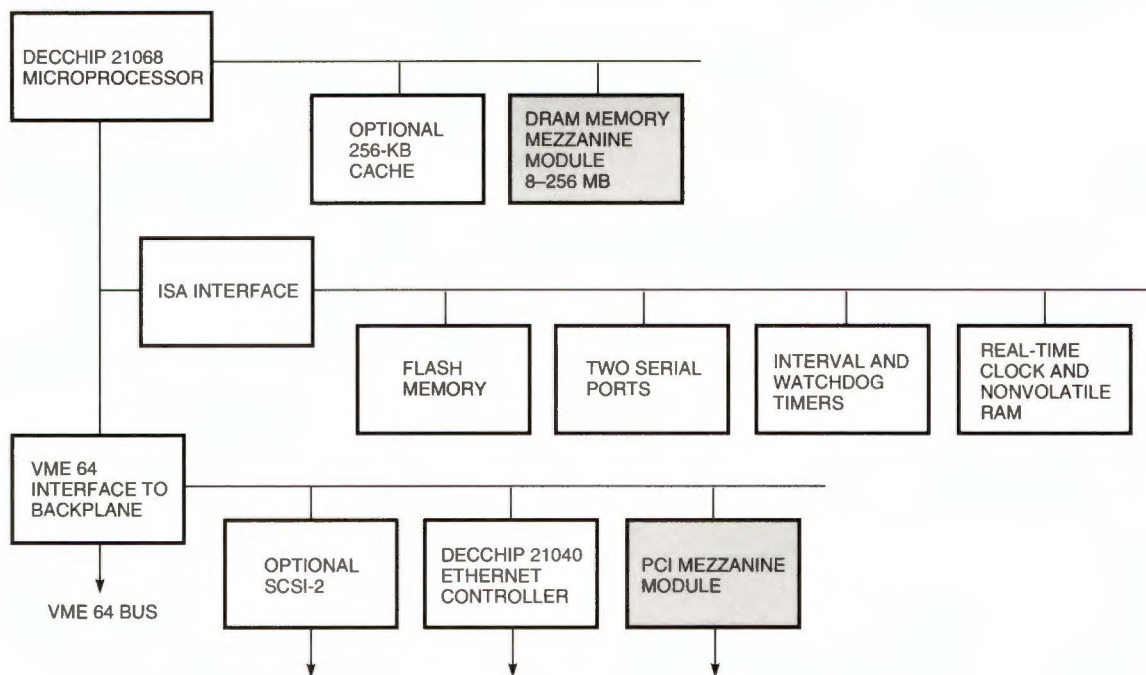 DECCHIP 21068
MICROPROCESSOR
OPTIONAL
256-KB
CACHE
DRAM MEMORY
MEZZANINE
MODULE
8–256 MB
ISA INTERFACE
FLASH
MEMORY
TWO SERIAL
PORTS
INTERVAL AND
WATCHDOG
TIMERS
REAL-TIME
CLOCK AND
NONVOLATILE
RAM
VME 64
INTERFACE TO
BACKPLANE
OPTIONAL
SCSI-2
DECCHIP 21040
ETHERNET
CONTROLLER
PCI MEZZANINE
MODULE
VME 64 BUS